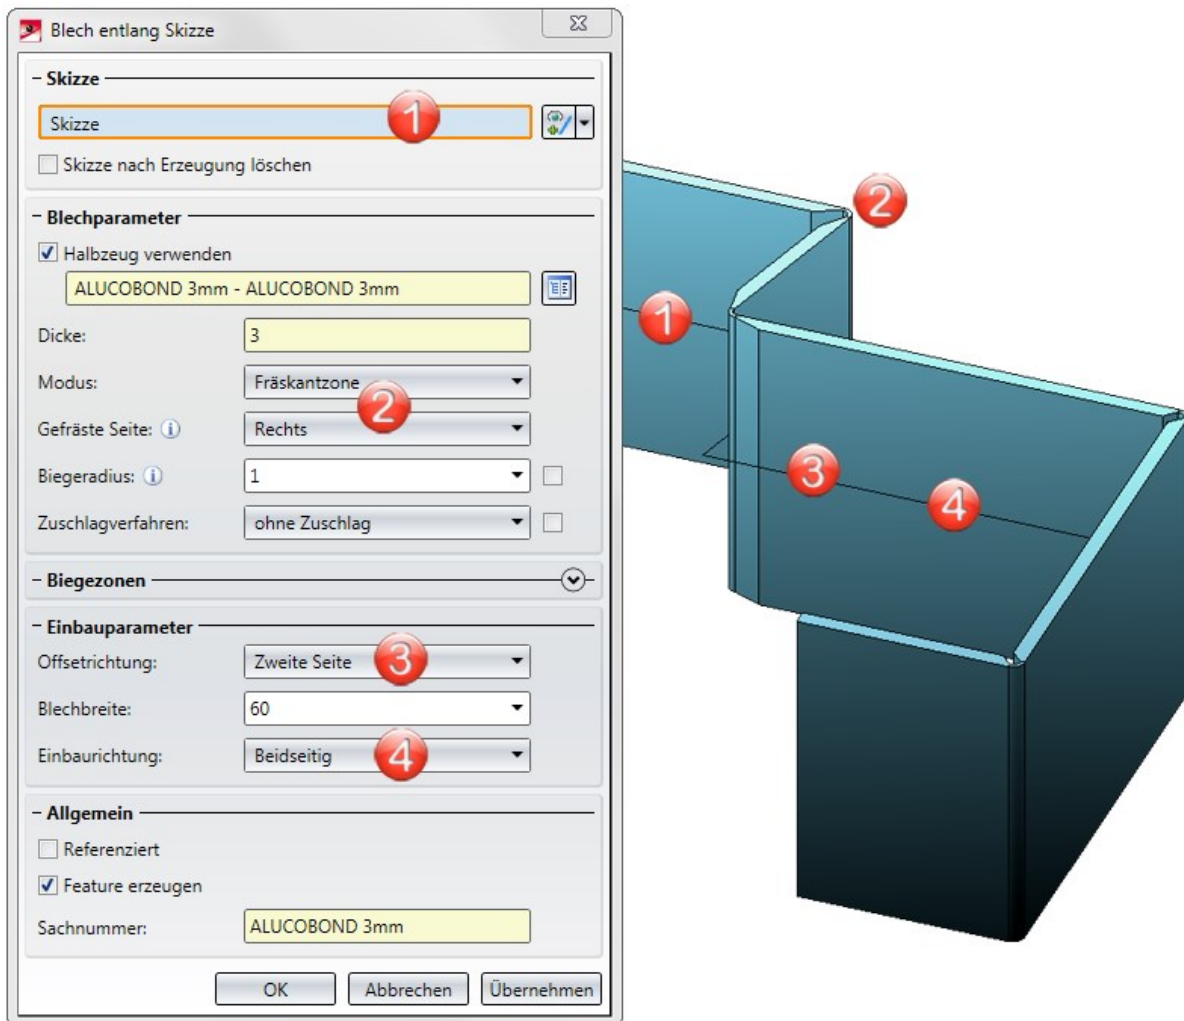 Blech entlang Skizze
Skizze
Skizze 1
Skizze nach Erzeugung löschen
Blechparameter
Halbzeug verwenden
ALUCOBOND 3mm - ALUCOBOND 3mm
Dicke: 3
Modus: Fräskantzone
2
Gefräste Seite: i Rechts
Biegeradius: i 1
Zuschlagverfahren: ohne Zuschlag
Biegezonen
Einbauparameter
Offsetrichtung: Zweite Seite 3
Blechbreite: 60
Einbaurichtung: Beidseitig 4
Allgemein
Referenziert
Feature erzeugen
Sachnummer: ALUCOBOND 3mm
OK Abbrechen Übernehmen
2
1
3
4